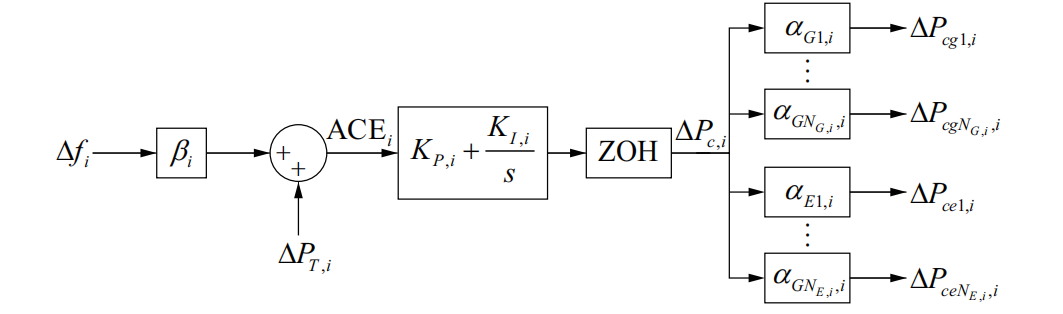 Δf_i
β_i
+
+
ΔP_{T,i}
ACE_i
K_{P,i} + K_{I,i}/s
ZOH
ΔP_{c,i}
α_{G1,i}
ΔP_{cg1,i}
⋮
α_{GN_{G,i},i}
ΔP_{cgN_{G,i},i}
α_{E1,i}
ΔP_{ce1,i}
⋮
α_{GN_{E,i},i}
ΔP_{ceN_{E,i},i}